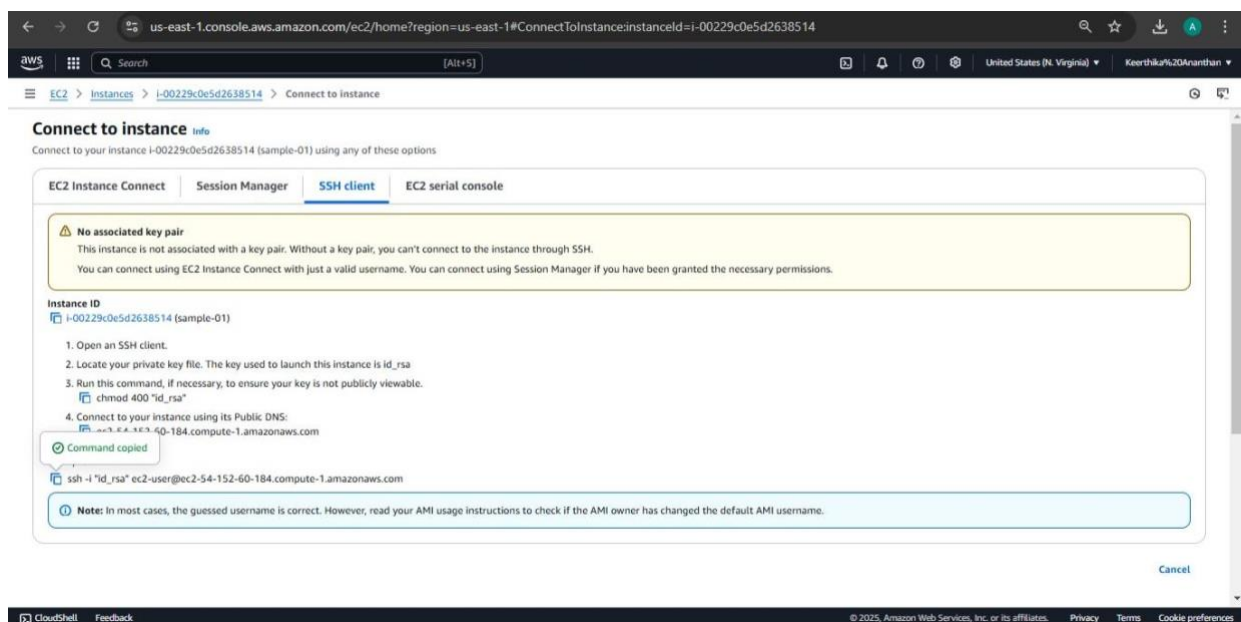 us-east-1.console.aws.amazon.com/ec2/home?region=us-east-1#ConnectToInstance:instanceId=i-00229c0e5d2638514
A
aws Search [Alt+S] United States (N. Virginia) Keerthika%20Ananthan
EC2 > Instances > i-00229c0e5d2638514 > Connect to instance
Connect to instance Info
Connect to your instance i-00229c0e5d2638514 (sample-01) using any of these options
EC2 Instance Connect Session Manager SSH client EC2 serial console
No associated key pair
This instance is not associated with a key pair. Without a key pair, you can't connect to the instance through SSH.
You can connect using EC2 Instance Connect with just a valid username. You can connect using Session Manager if you have been granted the necessary permissions.
Instance ID
i-00229c0e5d2638514 (sample-01)
1. Open an SSH client.
2. Locate your private key file. The key used to launch this instance is id_rsa
3. Run this command, if necessary, to ensure your key is not publicly viewable.
chmod 400 "id_rsa"
4. Connect to your instance using its Public DNS:
ec2-54-152-60-184.compute-1.amazonaws.com
Command copied
ssh -i "id_rsa" ec2-user@ec2-54-152-60-184.compute-1.amazonaws.com
Note: In most cases, the guessed username is correct. However, read your AMI usage instructions to check if the AMI owner has changed the default AMI username.
Cancel
CloudShell Feedback © 2025, Amazon Web Services, Inc. or its affiliates. Privacy Terms Cookie preferences